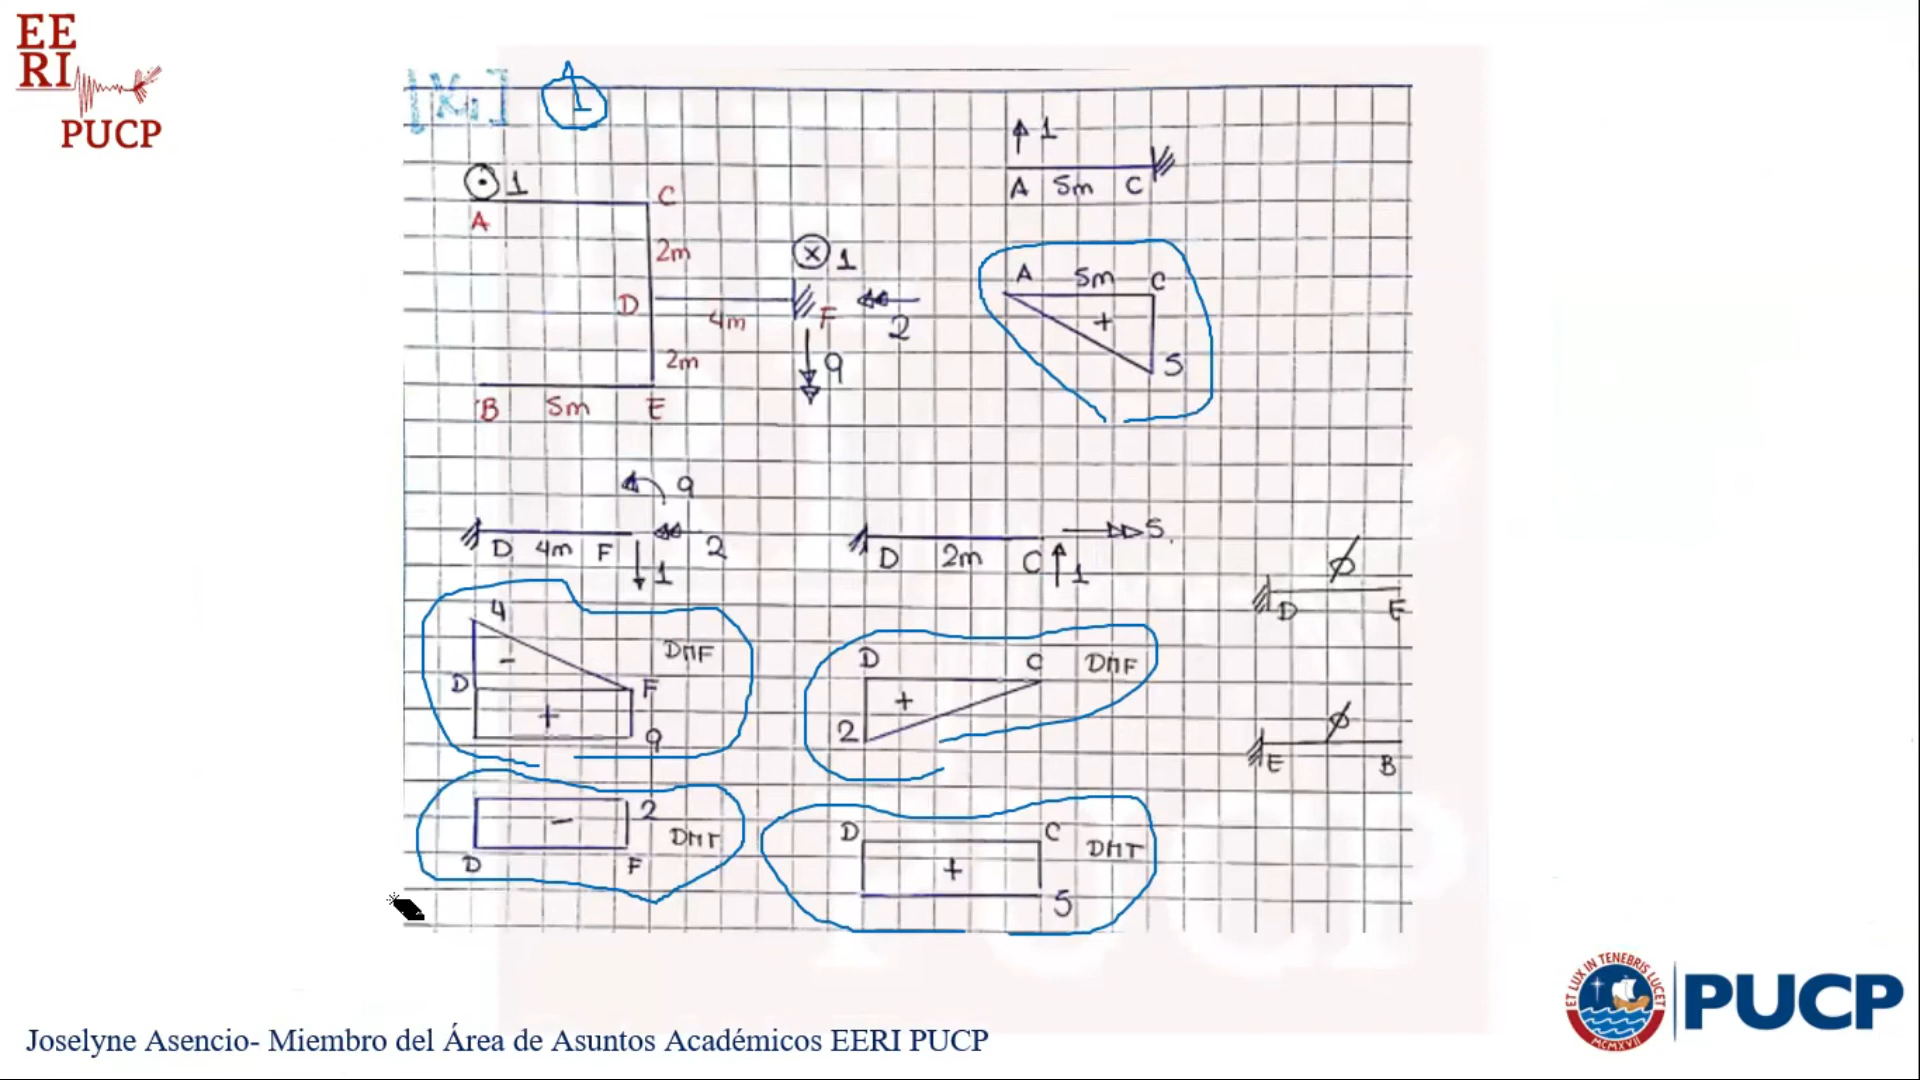 EE
RI
PUCP
[X₁] 1
1
A
C
2m
D
4m
F
1
2
9
2m
B 5m E
1
A 5m C
A 5m C
+
5
9
D 4m F
2
1
4
-
DMF
D
F
+
9
-
2
DMT
D
F
D 2m C
5
1
D
C
DMF
+
2
D
C
DMT
+
5
φ
D
E
φ
E
B
ET LUX IN TENEBRIS LUCET
MCMXVII
PUCP
Joselyne Asencio- Miembro del Área de Asuntos Académicos EERI PUCP